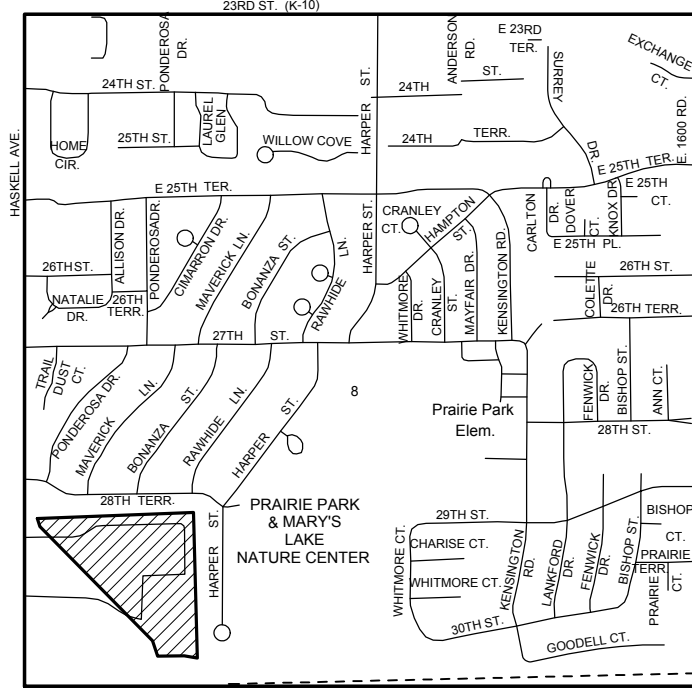 23RD ST. (K-10)
HASKELL AVE.
PONDEROSA
DR.
24TH ST.
HOME
CIR.
25TH ST.
LAUREL
GLEN
WILLOW COVE
HARPER ST.
ANDERSON
RD.
24TH ST.
24TH TERR.
E 23RD
TER.
SURREY DR.
EXCHANGE
CT.
E. 1600 RD.
E 25TH TER.
E 25TH TER.
E 25TH
CT.
KNOX DR.
DOVER
CT.
CARLTON
DR.
E 25TH PL.
26TH ST.
ALLISON DR.
PONDEROSADR.
NATALIE
DR.
26TH
TERR.
CIMARRON DR.
MAVERICK LN.
BONANZA ST.
RAWHIDE LN.
HARPER ST.
CRANLEY
CT.
HAMPTON
ST.
WHITMORE
DR.
CRANLEY
ST.
MAYFAIR DR.
KENSINGTON RD.
26TH ST.
COLETTE
DR.
26TH TERR.
27TH ST.
TRAIL
DUST
CT.
PONDEROSA DR.
MAVERICK LN.
BONANZA ST.
RAWHIDE LN.
HARPER ST.
8
Prairie Park
Elem.
FENWICK
DR.
BISHOP ST.
ANN CT.
28TH ST.
28TH TERR.
HARPER ST.
PRAIRIE PARK
& MARY'S
LAKE
NATURE CENTER
29TH ST.
WHITMORE CT.
CHARISE CT.
WHITMORE CT.
KENSINGTON
RD.
LANKFORD
DR.
FENWICK
DR.
BISHOP ST.
BISHOP
CT.
PRAIRIE
TERR.
PRAIRIE
CT.
30TH ST.
GOODELL CT.